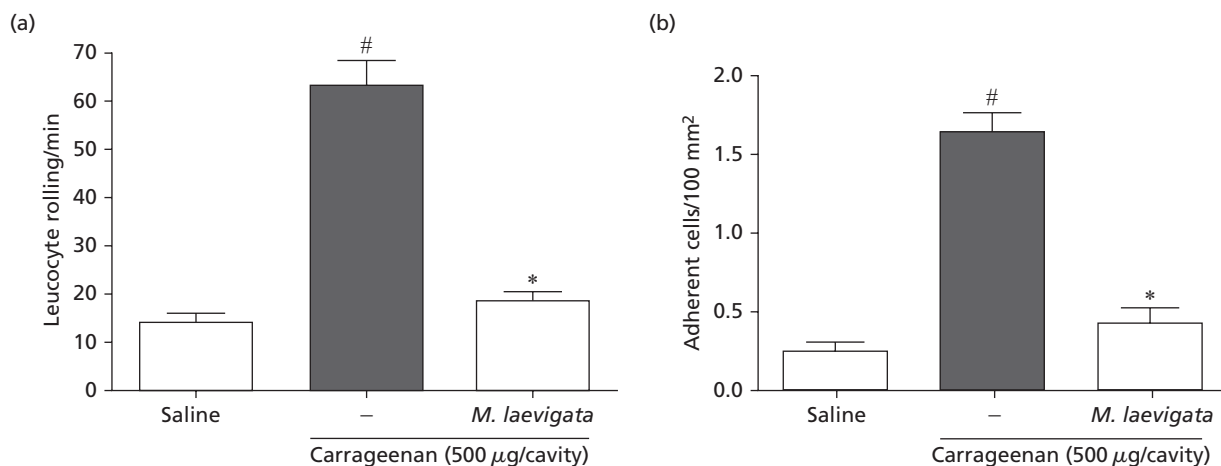 (a)
70
60
50
40
30
20
10
0
Leucocyte rolling/min
#
*
Saline
–
M. laevigata
Carrageenan (500 μg/cavity)
(b)
2.0
1.5
1.0
0.5
0.0
Adherent cells/100 mm²
#
*
Saline
–
M. laevigata
Carrageenan (500 μg/cavity)